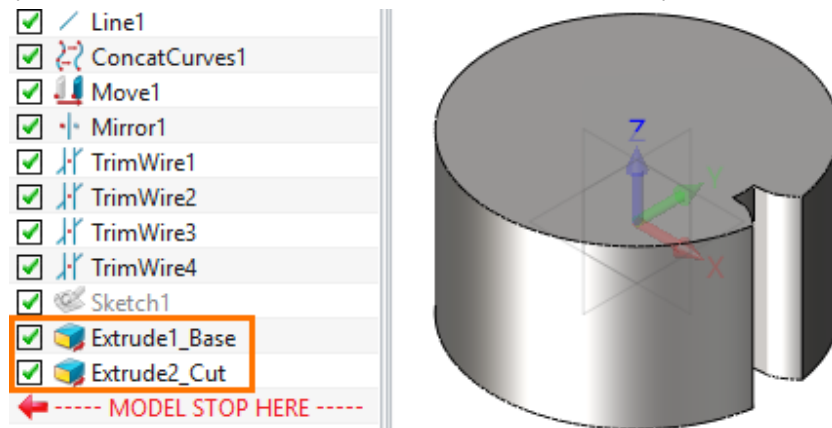 Line1
ConcatCurves1
Move1
Mirror1
TrimWire1
TrimWire2
TrimWire3
TrimWire4
Sketch1
Extrude1_Base
Extrude2_Cut
----- MODEL STOP HERE -----
Z
Y
X